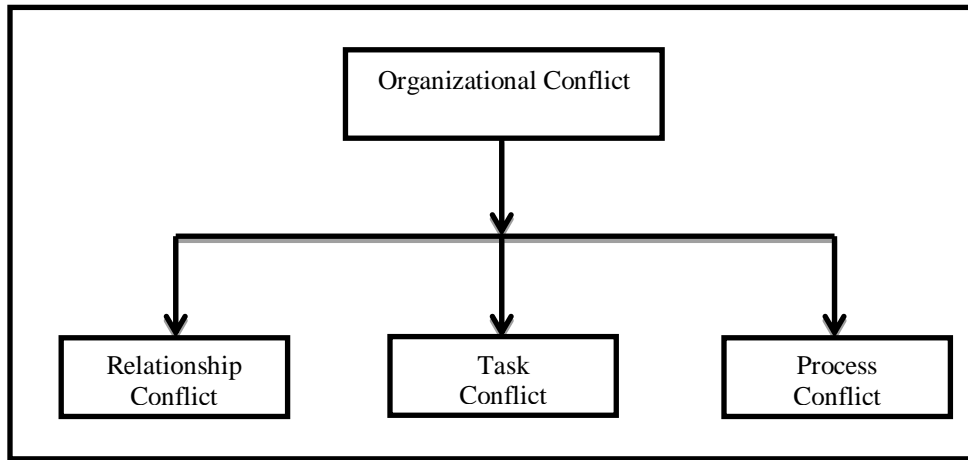 Organizational Conflict
Relationship
Conflict
Task
Conflict
Process
Conflict